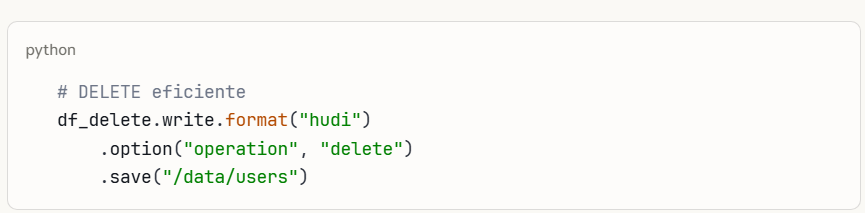 python
# DELETE eficiente
df_delete.write.format("hudi")
.option("operation", "delete")
.save("/data/users")